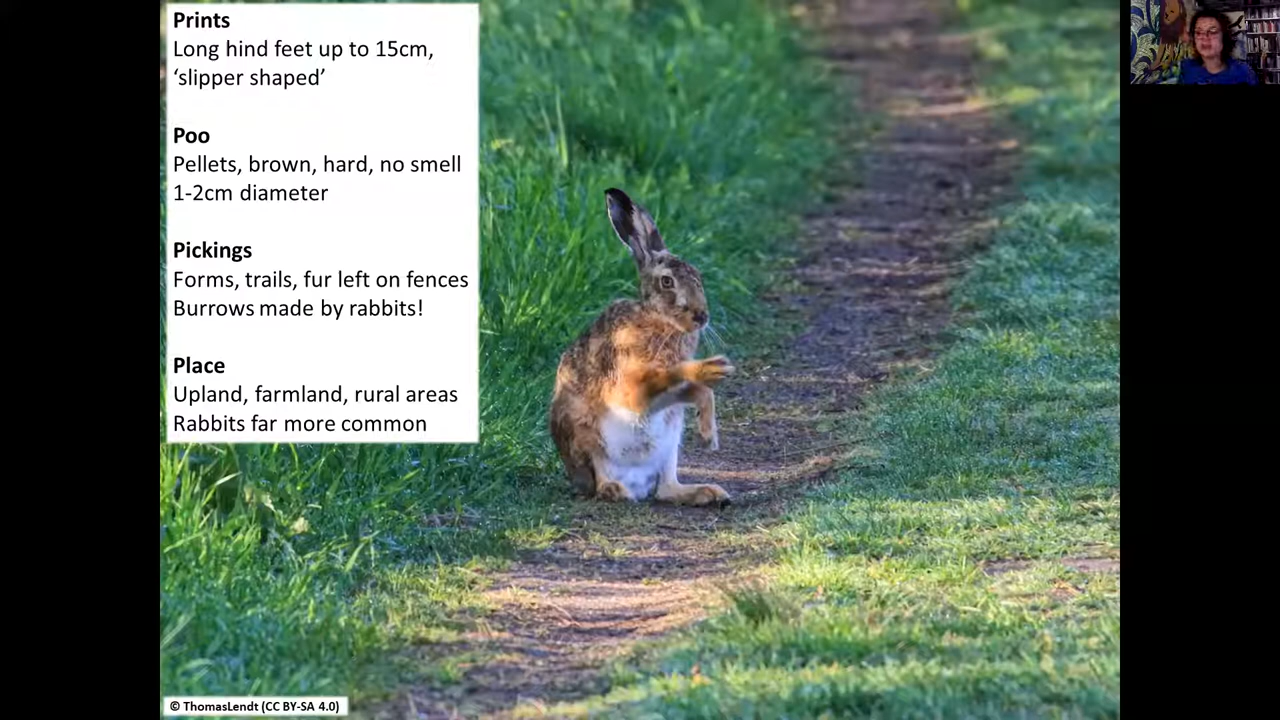 Prints
Long hind feet up to 15cm,
‘slipper shaped’
Poo
Pellets, brown, hard, no smell
1-2cm diameter
Pickings
Forms, trails, fur left on fences
Burrows made by rabbits!
Place
Upland, farmland, rural areas
Rabbits far more common
© ThomasLendt (CC BY-SA 4.0)